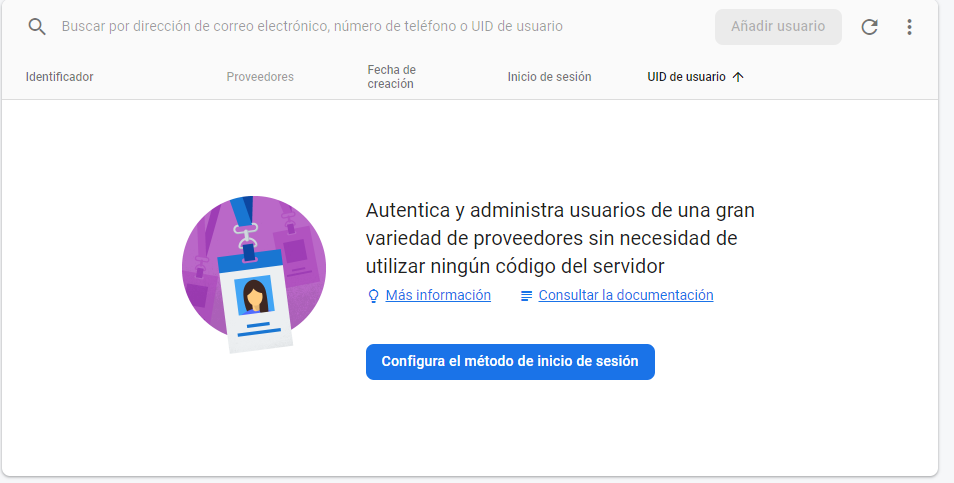 Buscar por dirección de correo electrónico, número de teléfono o UID de usuario
Añadir usuario
Identificador
Proveedores
Fecha de
creación
Inicio de sesión
UID de usuario
Autentica y administra usuarios de una gran
variedad de proveedores sin necesidad de
utilizar ningún código del servidor
Más información
Consultar la documentación
Configura el método de inicio de sesión